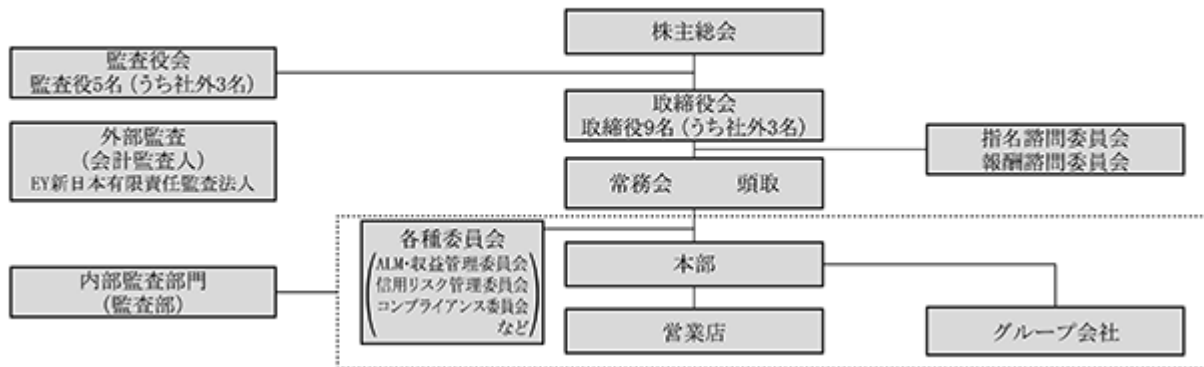 株主総会
監査役会
監査役5名(うち社外3名)
取締役会
取締役9名(うち社外3名)
外部監査
(会計監査人)
EY新日本有限責任監査法人
指名諮問委員会
報酬諮問委員会
常務会 頭取
各種委員会
ALM・収益管理委員会
信用リスク管理委員会
コンプライアンス委員会
など
本部
内部監査部門
(監査部)
営業店
グループ会社